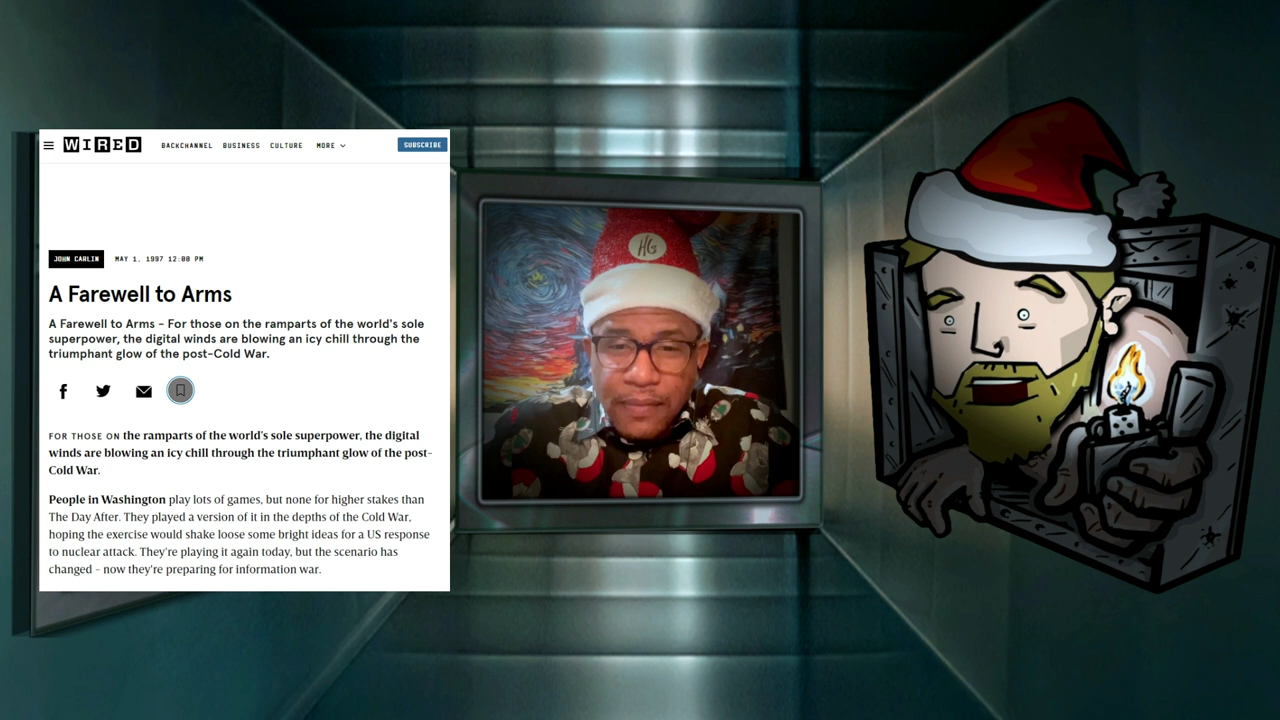 WIRED
BACKCHANNEL BUSINESS CULTURE MORE
SUBSCRIBE
JOHN CARLIN MAY 1, 1997 12:00 PM
A Farewell to Arms
A Farewell to Arms - For those on the ramparts of the world's sole
superpower, the digital winds are blowing an icy chill through the
triumphant glow of the post-Cold War.
FOR THOSE ON the ramparts of the world's sole superpower, the digital
winds are blowing an icy chill through the triumphant glow of the post-
Cold War.
People in Washington play lots of games, but none for higher stakes than
The Day After. They played a version of it in the depths of the Cold War,
hoping the exercise would shake loose some bright ideas for a US response
to nuclear attack. They're playing it again today, but the scenario has
changed – now they're preparing for information war.
HG